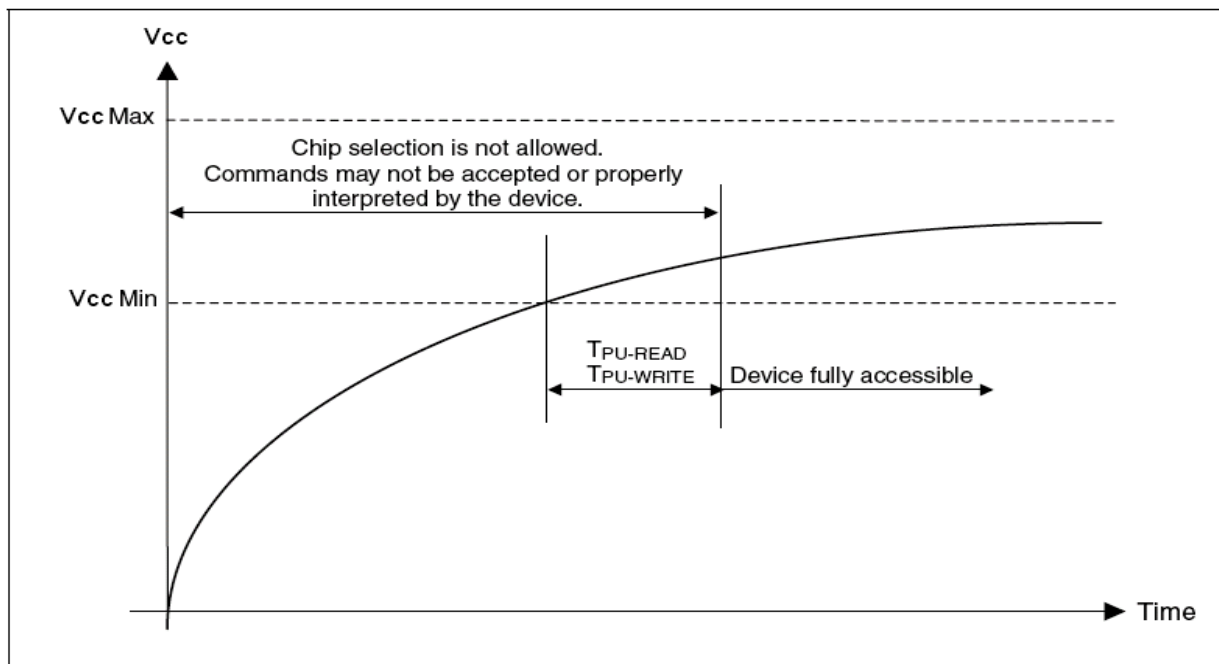 Vcc
Vcc Max
Chip selection is not allowed.
Commands may not be accepted or properly
interpreted by the device.
Vcc Min
TPU-READ
TPU-WRITE
Device fully accessible
Time